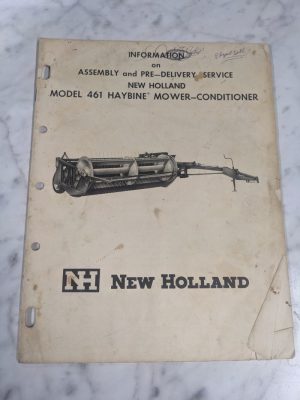 INFORMATION
on
ASSEMBLY and PRE-DELIVERY SERVICE
NEW HOLLAND
MODEL 461 HAYBINE® MOWER-CONDITIONER
NH NEW HOLLAND